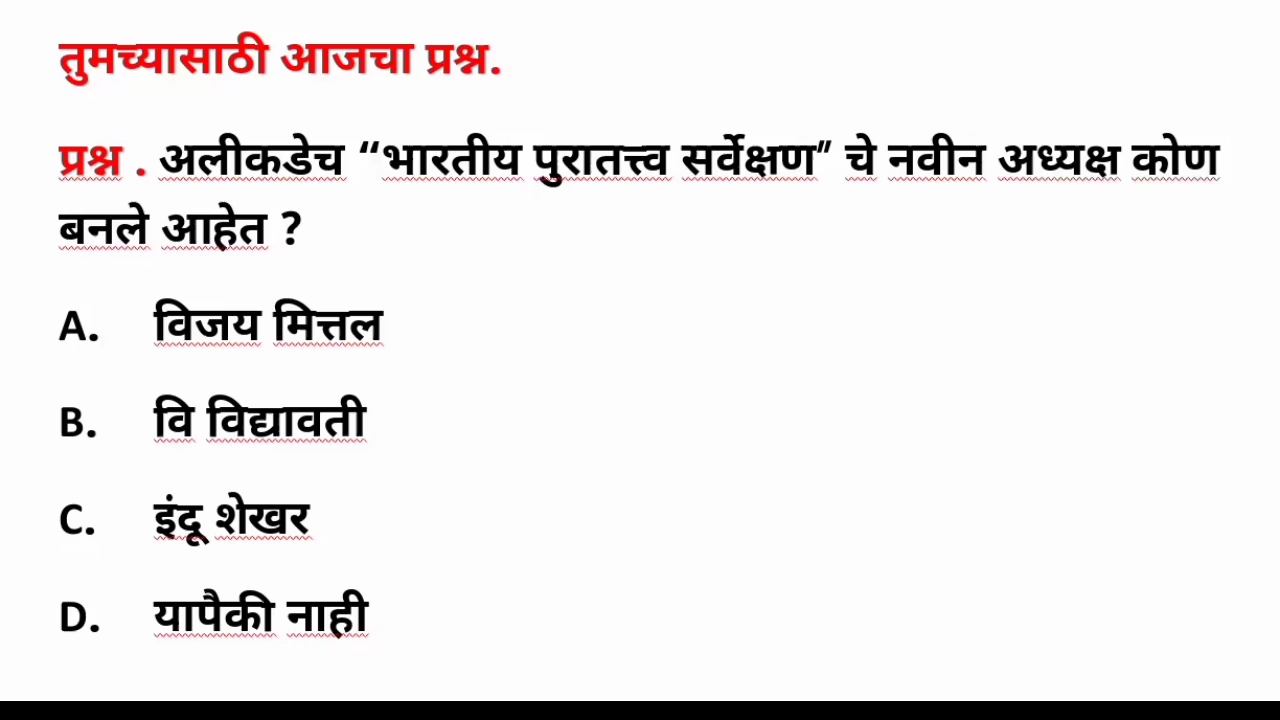 तुमच्यासाठी आजचा प्रश्न.
प्रश्न . अलीकडेच “भारतीय पुरातत्त्व सर्वेक्षण” चे नवीन अध्यक्ष कोण
बनले आहेत ?
A. विजय मित्तल
B. वि विद्यावती
C. इंदू शेखर
D. यापैकी नाही